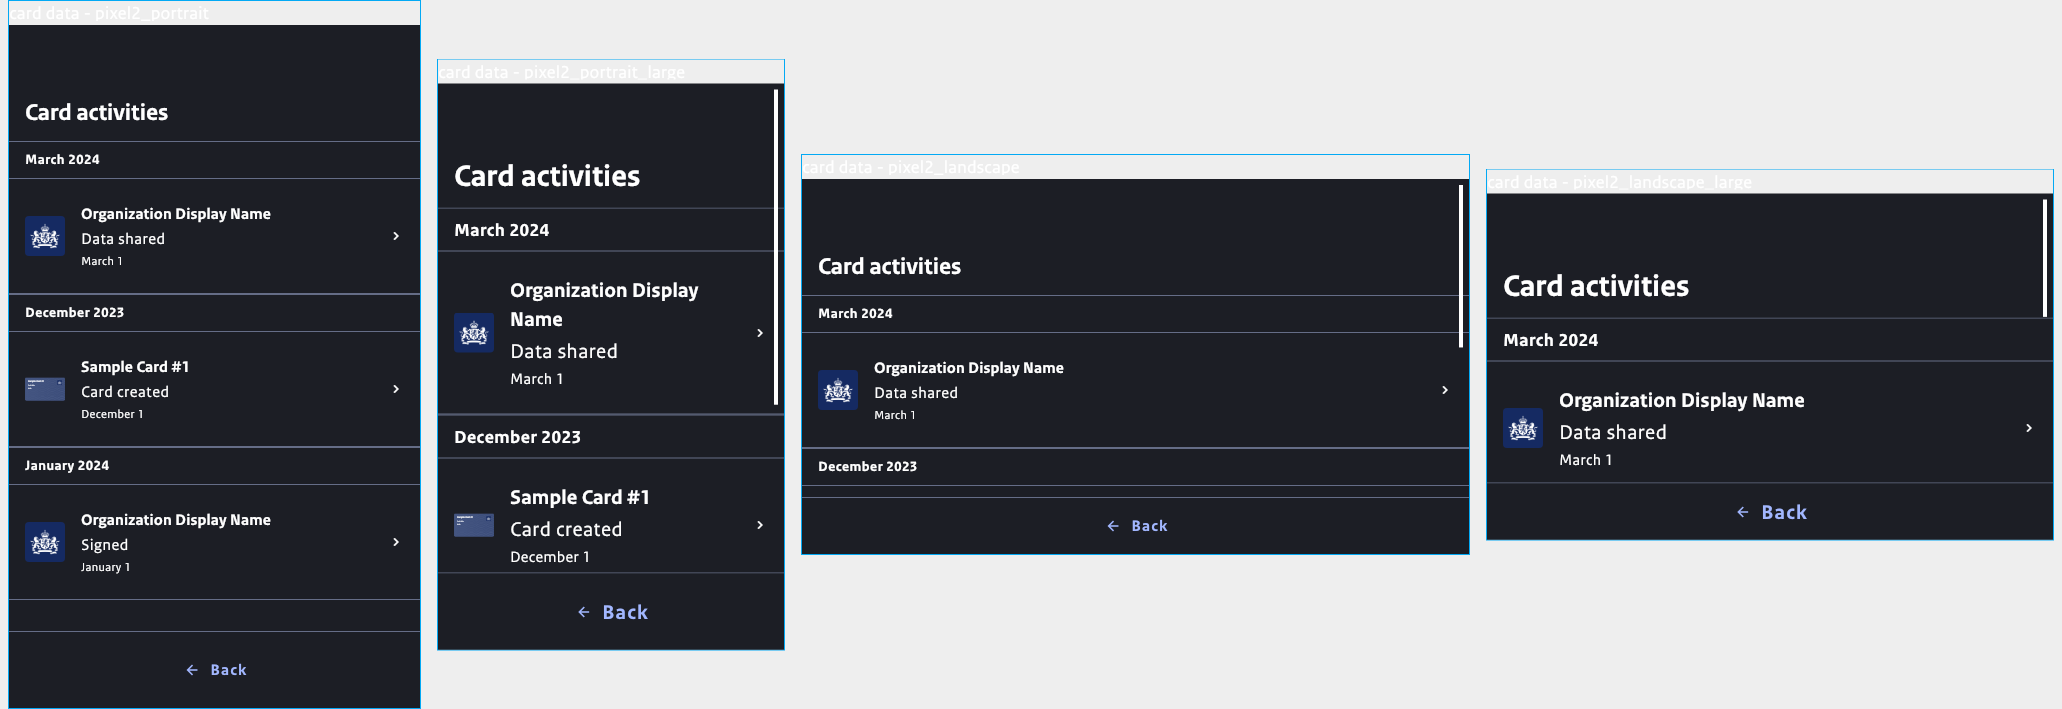 card data - pixel2_portrait
Card activities
March 2024
Organization Display Name
Data shared
March 1
December 2023
Sample Card #1
Card created
December 1
January 2024
Organization Display Name
Signed
January 1
Back
card data - pixel2_portrait_large
Card activities
March 2024
Organization Display
Name
Data shared
March 1
December 2023
Sample Card #1
Card created
December 1
Back
card data - pixel2_landscape
Card activities
March 2024
Organization Display Name
Data shared
March 1
December 2023
Back
card data - pixel2_landscape_large
Card activities
March 2024
Organization Display Name
Data shared
March 1
Back